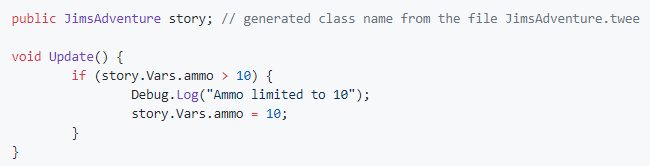 public JimsAdventure story; // generated class name from the file JimsAdventure.twee
void Update() {
if (story.Vars.ammo > 10) {
Debug.Log("Ammo limited to 10");
story.Vars.ammo = 10;
}
}